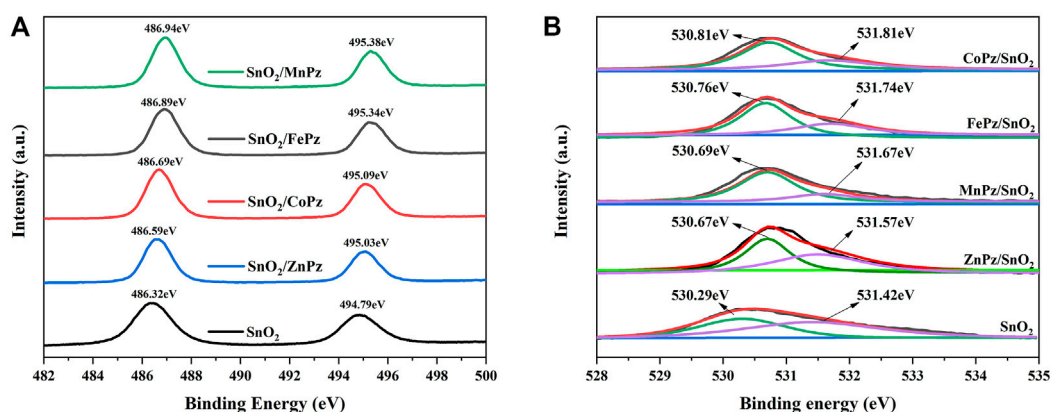 A
Intensity (a.u.)
486.94eV
495.38eV
SnO₂/MnPz
486.89eV
495.34eV
SnO₂/FePz
486.69eV
495.09eV
SnO₂/CoPz
486.59eV
495.03eV
SnO₂/ZnPz
486.32eV
494.79eV
SnO₂
482 484 486 488 490 492 494 496 498 500
Binding Energy (eV)
B
Intensity (a.u.)
530.81eV
531.81eV
CoPz/SnO₂
530.76eV
531.74eV
FePz/SnO₂
530.69eV
531.67eV
MnPz/SnO₂
530.67eV
531.57eV
ZnPz/SnO₂
530.29eV
531.42eV
SnO₂
528 529 530 531 532 533 534 535
Binding energy (eV)